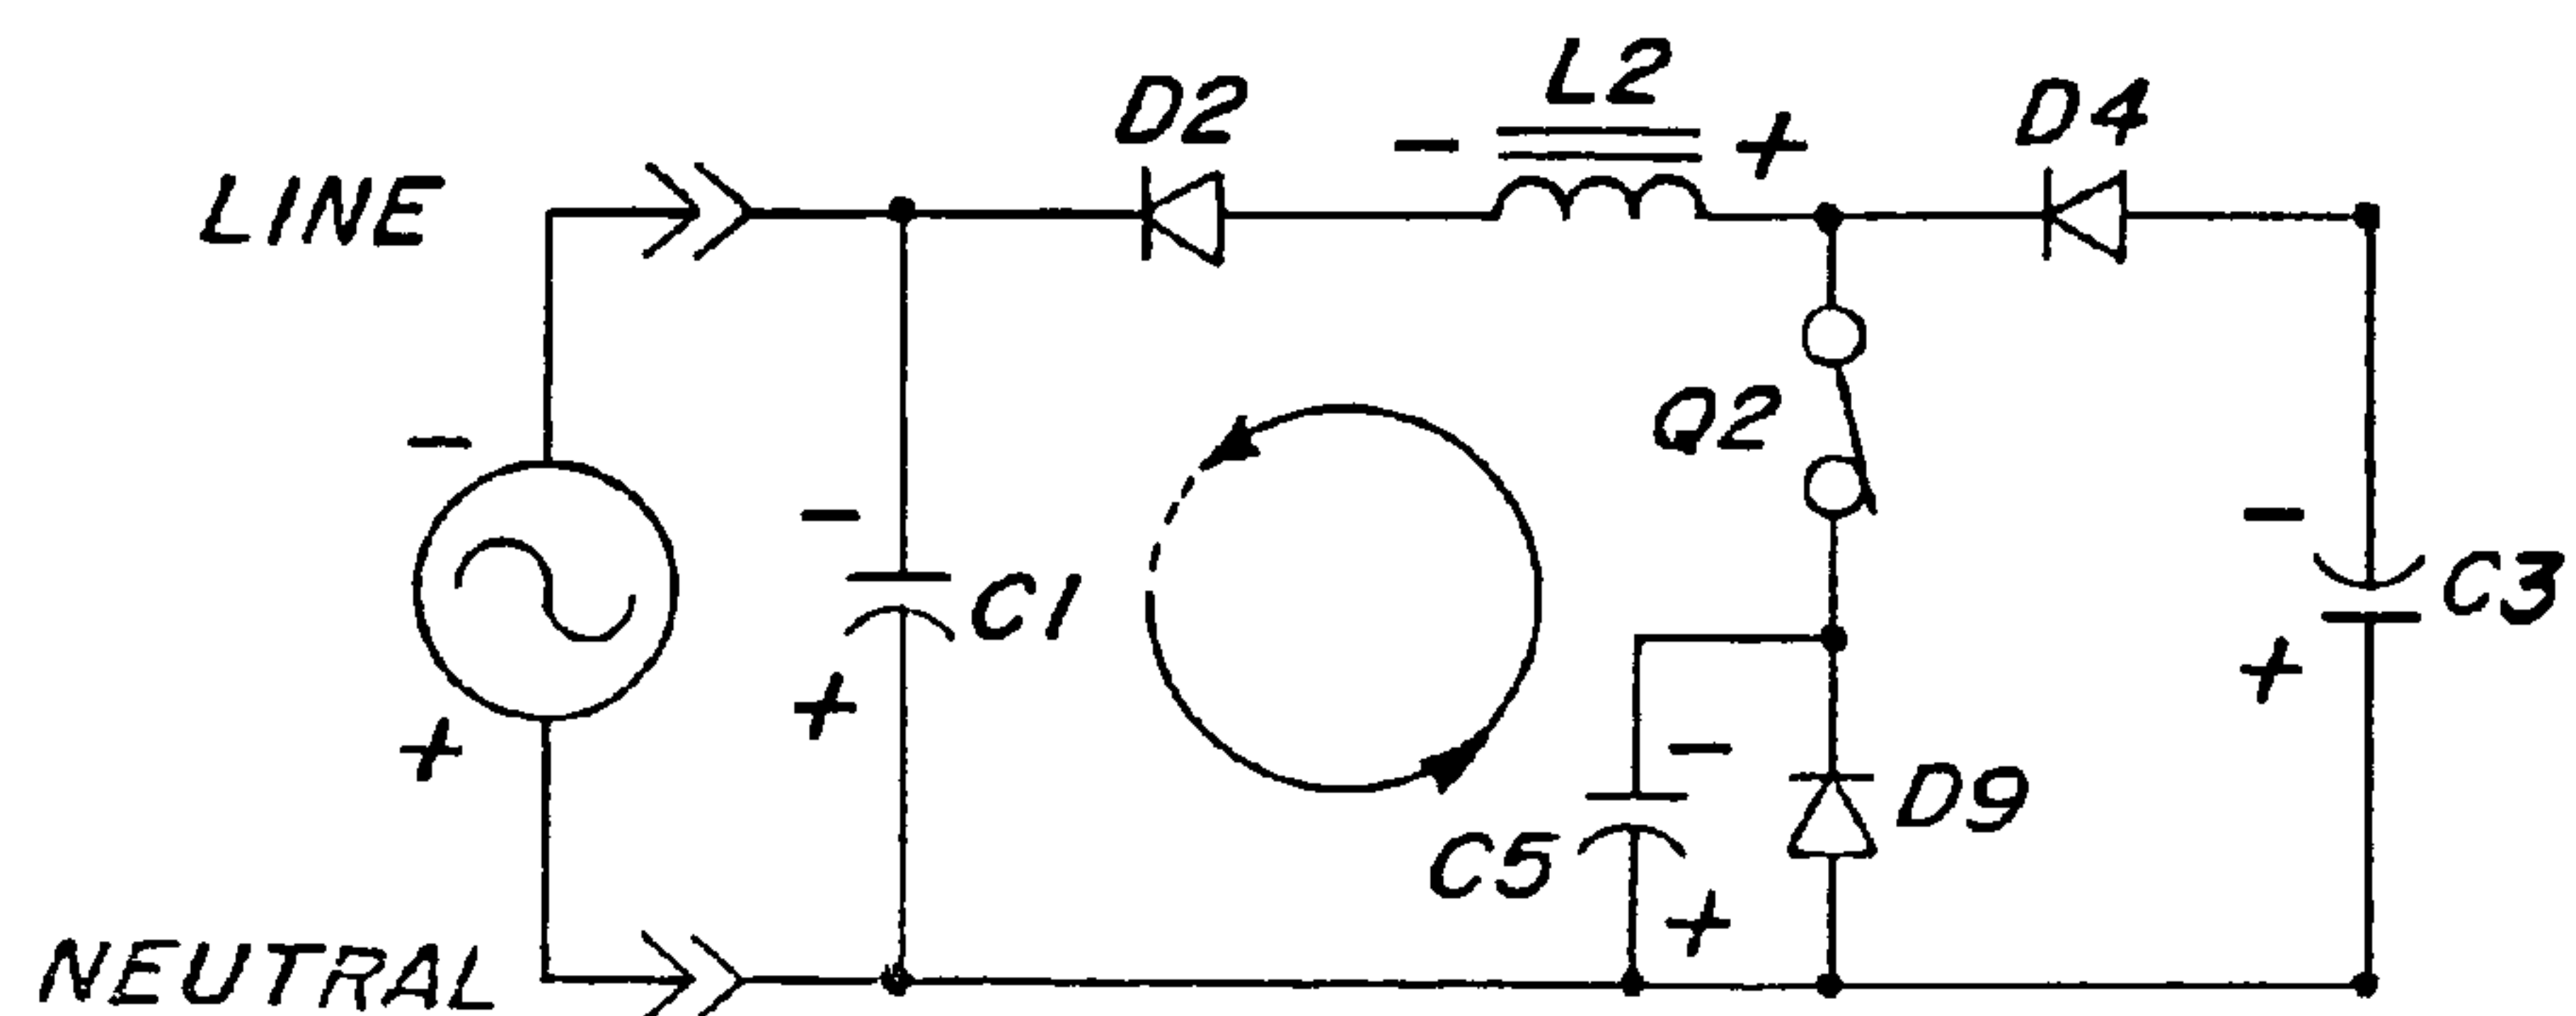 L2
D2
- +
D4
LINE
Q2
-
-
-
C1
C3
+
+
-
+
D9
C5
+
NEUTRAL